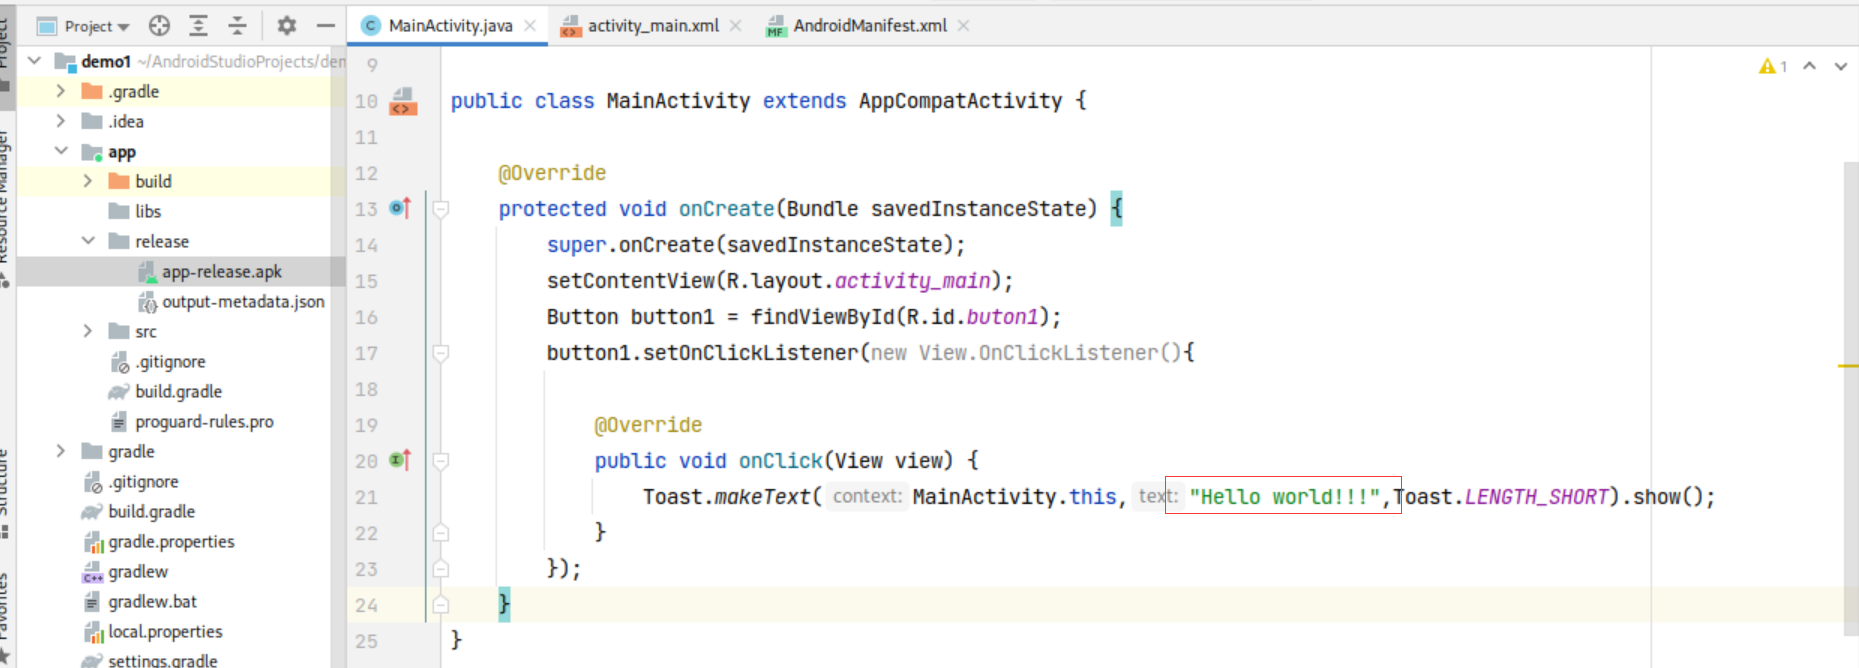 Project
MainActivity.java
activity_main.xml
AndroidManifest.xml
Project
Resource Manager
Structure
Favorites
demo1 ~/AndroidStudioProjects/den
.gradle
.idea
app
build
libs
release
app-release.apk
output-metadata.json
src
.gitignore
build.gradle
proguard-rules.pro
gradle
.gitignore
build.gradle
gradle.properties
gradlew
gradlew.bat
local.properties
settings.gradle
1
9
10 public class MainActivity extends AppCompatActivity {
11
12 @Override
13 protected void onCreate(Bundle savedInstanceState) {
14 super.onCreate(savedInstanceState);
15 setContentView(R.layout.activity_main);
16 Button button1 = findViewById(R.id.buton1);
17 button1.setOnClickListener(new View.OnClickListener(){
18
19 @Override
20 public void onClick(View view) {
21 Toast.makeText( context: MainActivity.this, text: "Hello world!!!",Toast.LENGTH_SHORT).show();
22 }
23 });
24 }
25 }